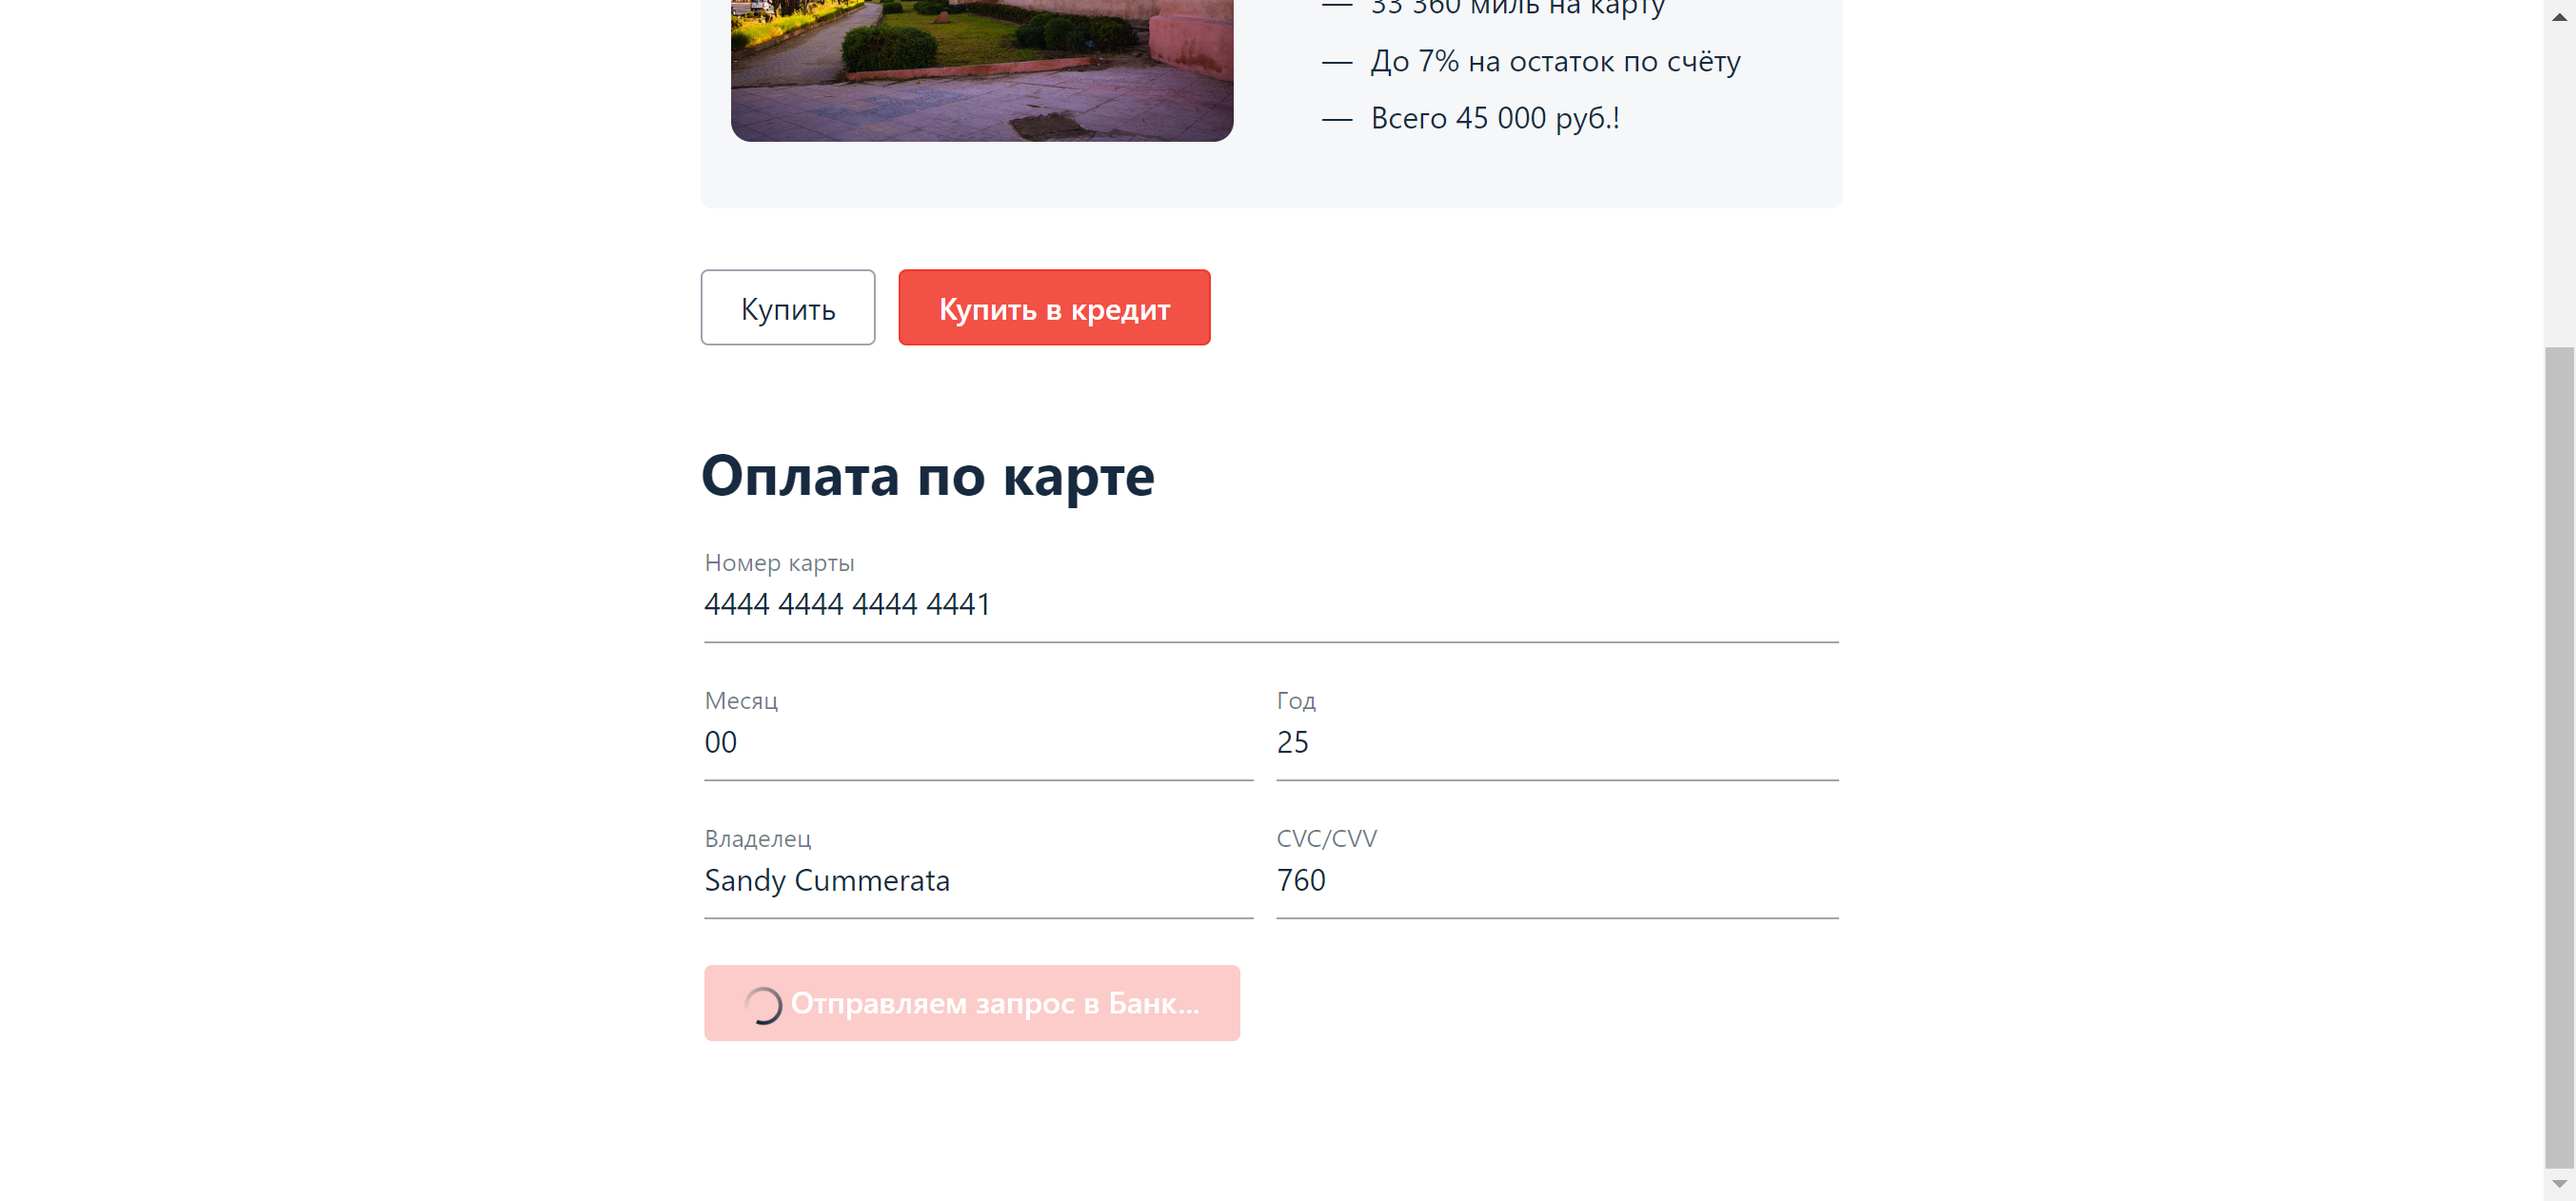 — 33 360 миль на карту
— До 7% на остаток по счёту
— Всего 45 000 руб.!
Купить
Купить в кредит
Оплата по карте
Номер карты
4444 4444 4444 4441
Месяц
Год
00
25
Владелец
CVC/CVV
Sandy Cummerata
760
Отправляем запрос в Банк...